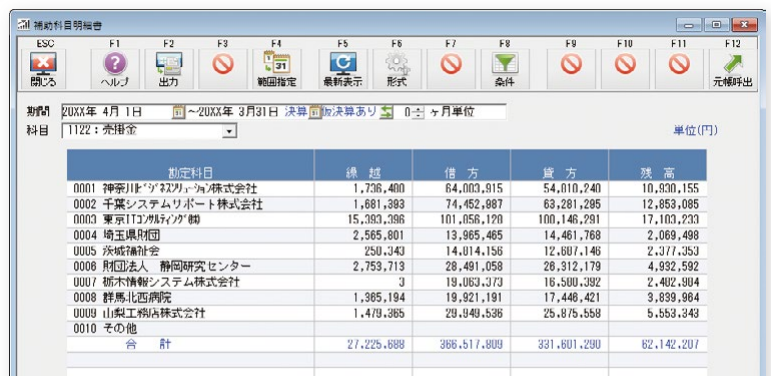 補助科目明細書
ESC F1 F2 F3 F4 F5 F6 F7 F8 F9 F10 F11 F12
閉じる ヘルプ 出力 範囲指定 最新表示 形式 条件 元帳呼出
期間 20XX年 4月 1日 ～20XX年 3月31日 決算 仮決算あり 0 ヶ月単位
科目 1122：売掛金 単位(円)
勘定科目 繰 越 借 方 貸 方 残 高
0001 神奈川ﾋﾞｼﾞﾈｽｿﾘｭｰｼｮﾝ株式会社 1,736,480 64,003,915 54,810,240 10,930,155
0002 千葉システムサポート株式会社 1,681,393 74,452,987 63,281,295 12,853,085
0003 東京ITｺﾝｻﾙﾃｨﾝｸﾞ㈱ 15,393,396 101,856,128 100,146,291 17,103,233
0004 埼玉県財団 2,565,801 13,965,465 14,461,768 2,069,498
0005 茨城福祉会 250,343 14,814,156 12,687,146 2,377,353
0006 財団法人　静岡研究センター 2,753,713 28,491,058 26,312,179 4,932,592
0007 栃木情報システム株式会社 3 19,063,373 16,580,392 2,482,984
0008 群馬北西病院 1,365,194 19,921,191 17,446,421 3,839,964
0009 山梨工務店株式会社 1,479,365 29,949,536 25,875,558 5,553,343
0010 その他
合 計 27,225,688 366,517,809 331,601,290 62,142,207